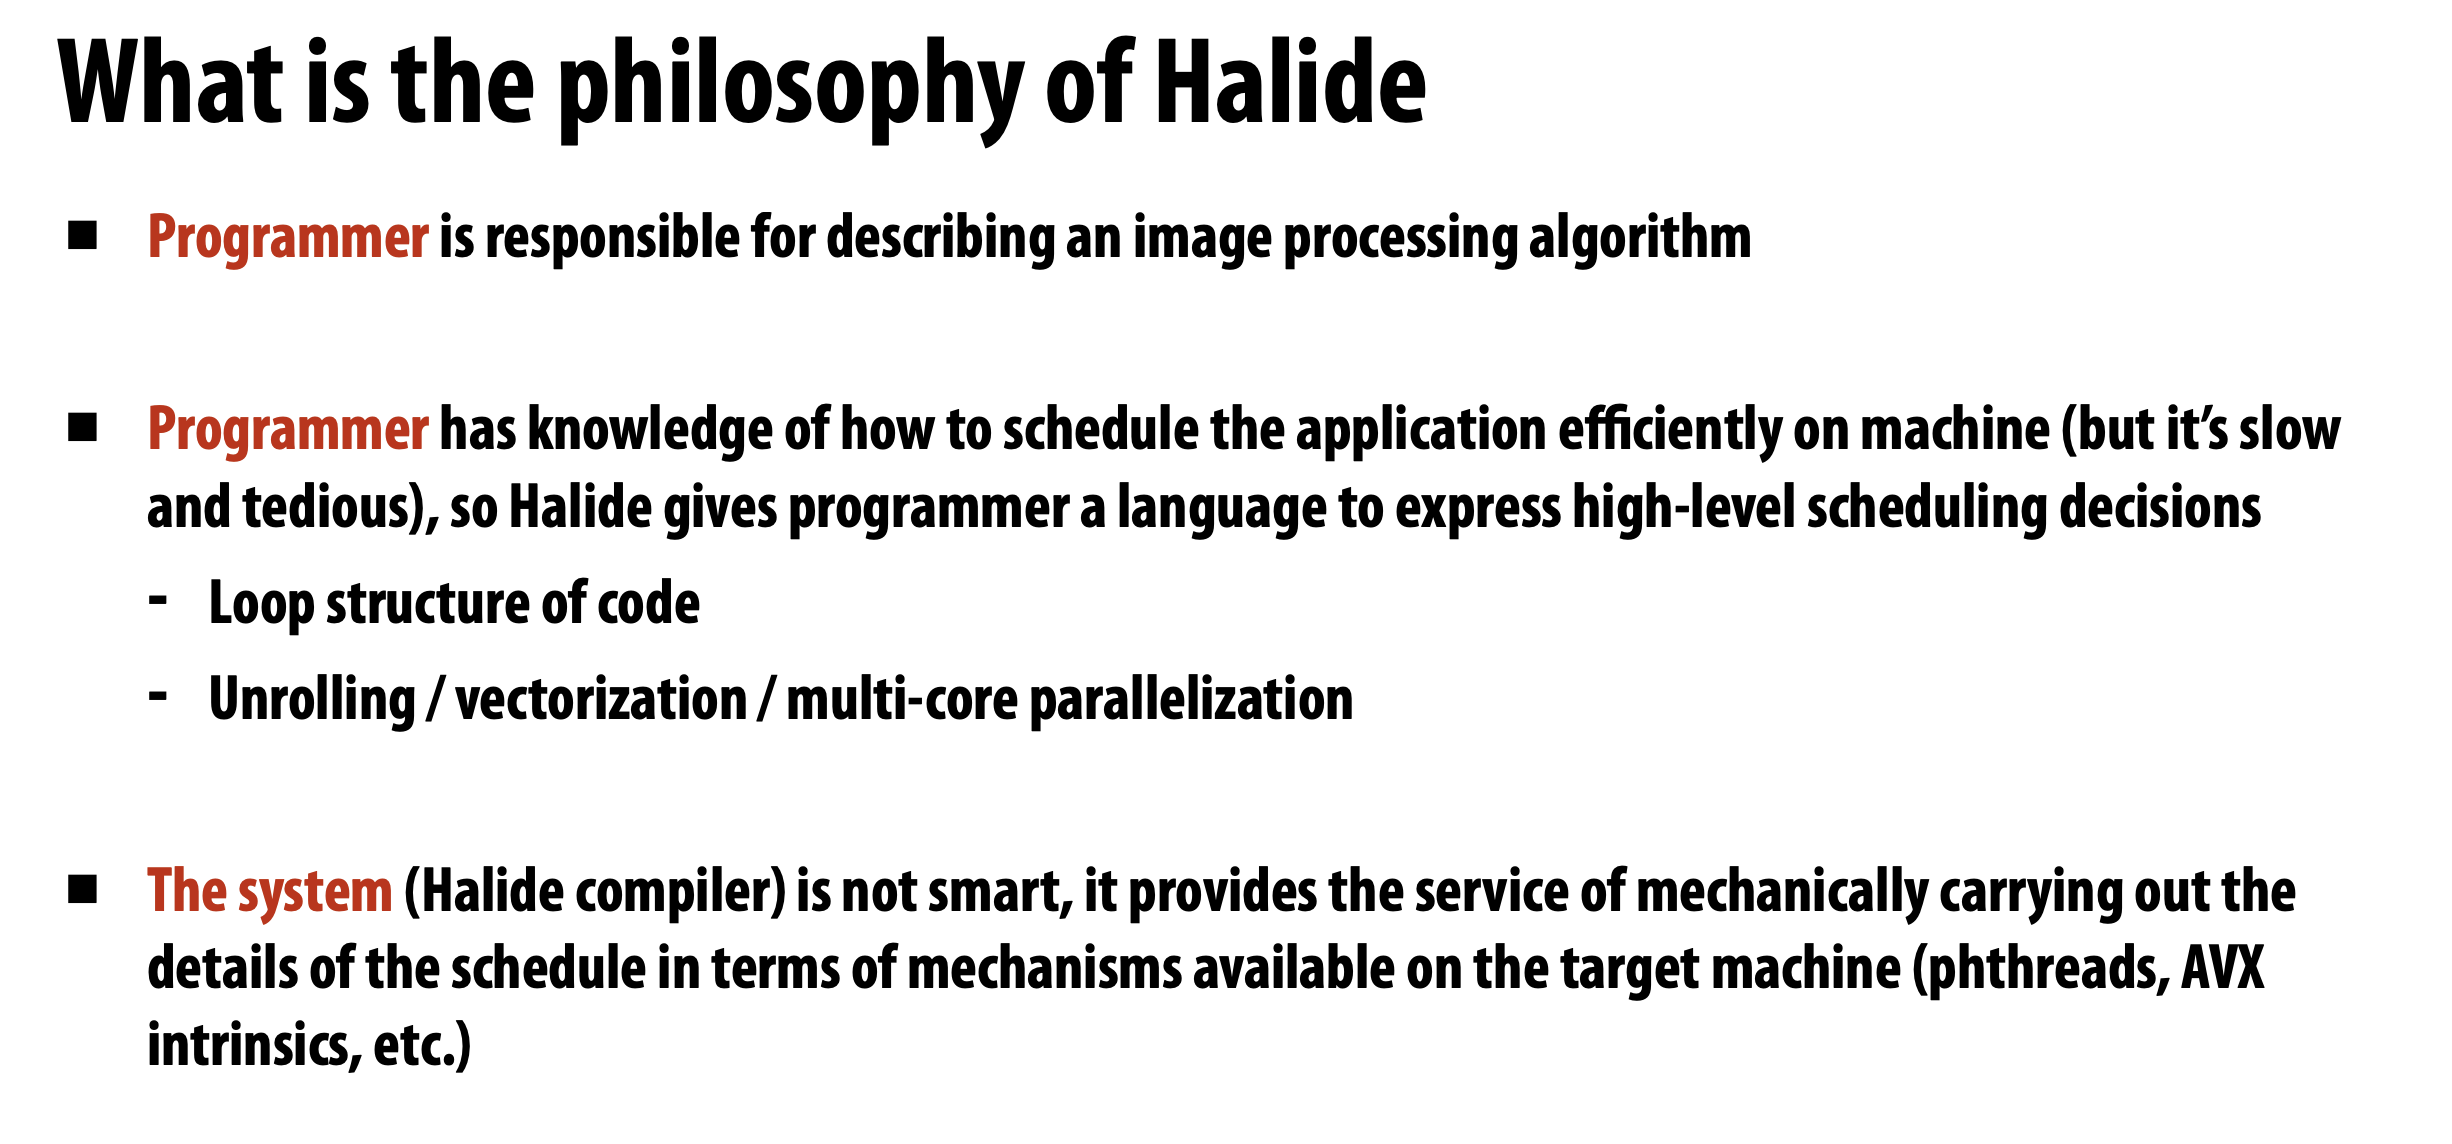 What is the philosophy of Halide
■ Programmer is responsible for describing an image processing algorithm
■ Programmer has knowledge of how to schedule the application efficiently on machine (but it’s slow
and tedious), so Halide gives programmer a language to express high-level scheduling decisions
- Loop structure of code
- Unrolling / vectorization / multi-core parallelization
■ The system (Halide compiler) is not smart, it provides the service of mechanically carrying out the
details of the schedule in terms of mechanisms available on the target machine (phthreads, AVX
intrinsics, etc.)